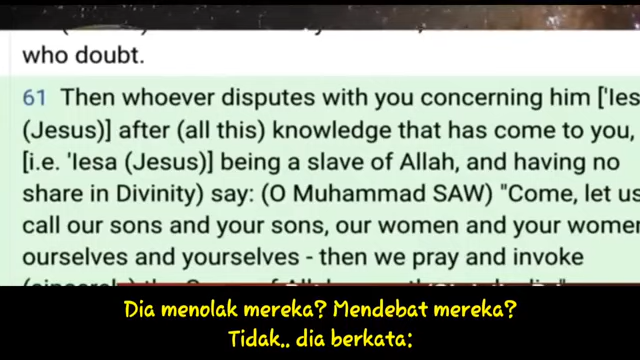 who doubt.
61 Then whoever disputes with you concerning him ['Ies
(Jesus)] after (all this) knowledge that has come to you,
[i.e. 'Iesa (Jesus)] being a slave of Allah, and having no
share in Divinity) say: (O Muhammad SAW) "Come, let us
call our sons and your sons, our women and your women
ourselves and yourselves - then we pray and invoke
Dia menolak mereka? Mendebat mereka?
Tidak.. dia berkata: